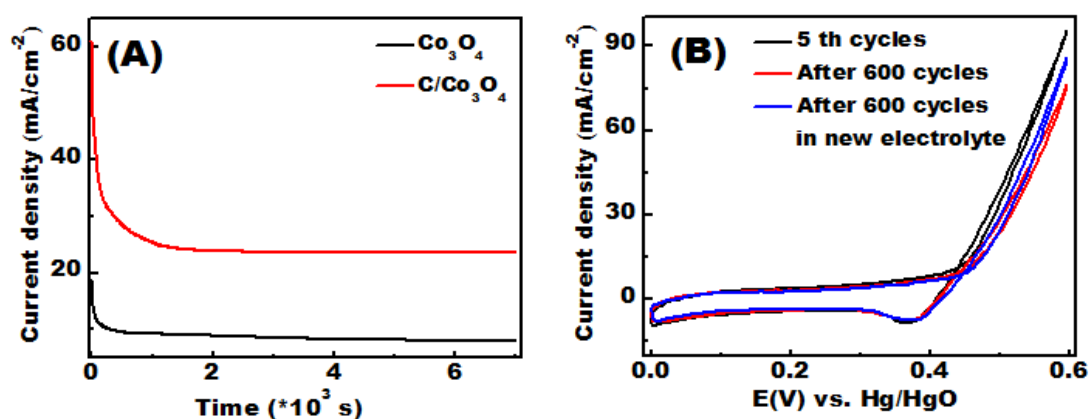 (A)
Co₃O₄
C/Co₃O₄
60
40
20
Current density (mA/cm⁻²)
0
2
4
6
Time (*10³ s)
(B)
5 th cycles
After 600 cycles
After 600 cycles
in new electrolyte
90
60
30
0
Current density (mA/cm⁻²)
0.0
0.2
0.4
0.6
E(V) vs. Hg/HgO